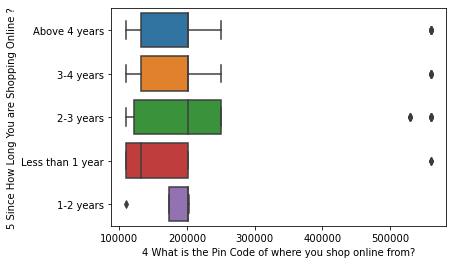 5 Since How Long You are Shopping Online ?
Above 4 years
3-4 years
2-3 years
Less than 1 year
1-2 years
100000 200000 300000 400000 500000
4 What is the Pin Code of where you shop online from?